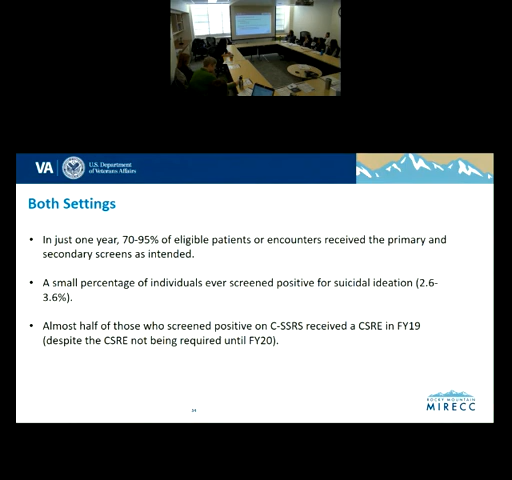 VA
U.S. Department
of Veterans Affairs
Both Settings
• In just one year, 70-95% of eligible patients or encounters received the primary and
secondary screens as intended.
• A small percentage of individuals ever screened positive for suicidal ideation (2.6-
3.6%).
• Almost half of those who screened positive on C-SSRS received a CSRE in FY19
(despite the CSRE not being required until FY20).
ROCKY MOUNTAIN
MIRECC